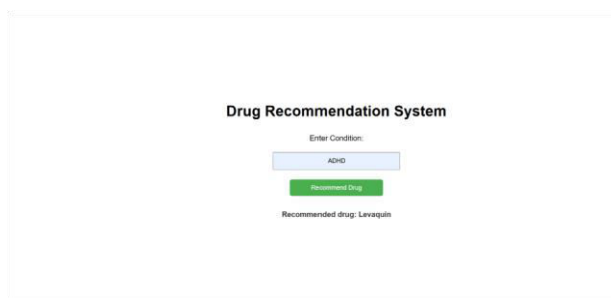 Drug Recommendation System
Enter Condition:
ADHD
Recommend Drug
Recommended drug: Levaquin